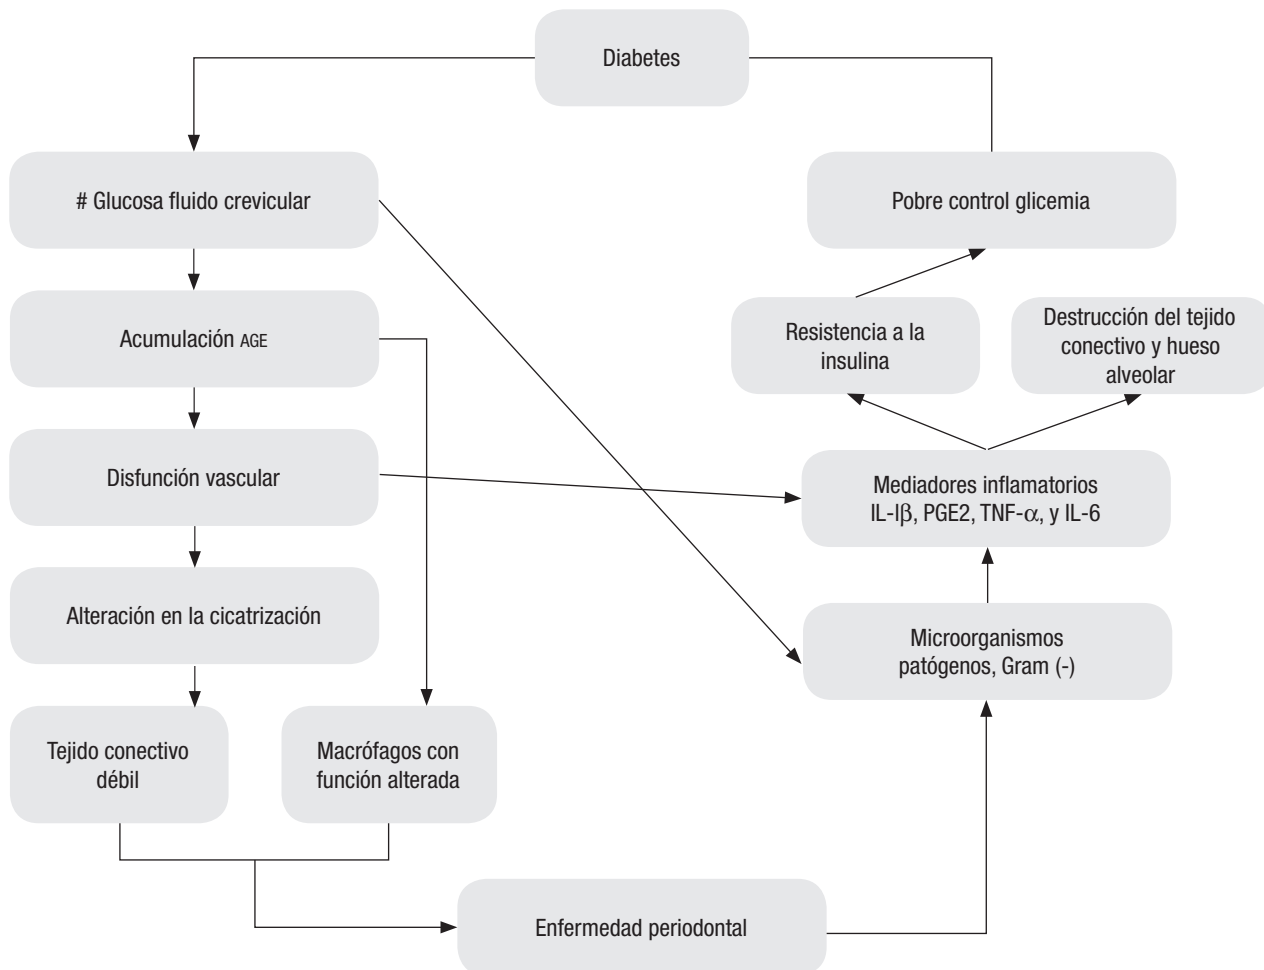 Diabetes
# Glucosa fluido crevicular
Pobre control glicemia
Acumulación AGE
Resistencia a la
insulina
Destrucción del tejido
conectivo y hueso
alveolar
Disfunción vascular
Mediadores inflamatorios
IL-Iβ, PGE2, TNF-α, y IL-6
Alteración en la cicatrización
Microorganismos
patógenos, Gram (-)
Tejido conectivo
débil
Macrófagos con
función alterada
Enfermedad periodontal